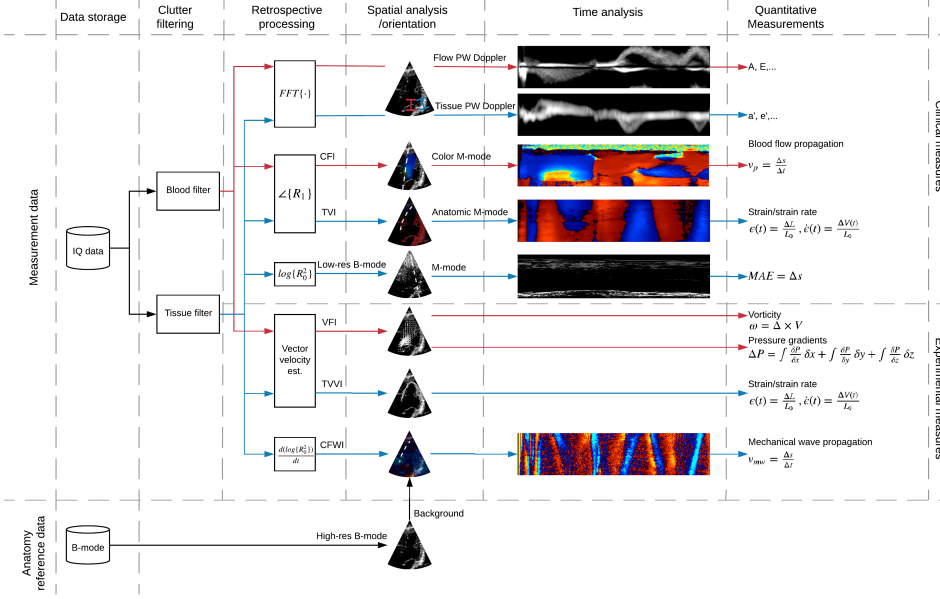 Data storage
Clutter
filtering
Retrospective
processing
Spatial analysis
/orientation
Time analysis
Quantitative
Measurements
Measurement data
Anatomy
reference data
Clinical measures
Experimental measures
IQ data
Blood filter
Tissue filter
FFT{·}
∠{R₁}
log{R₀²}
Vector
velocity
est.
d(log{R₀²})/dt
CFI
TVI
Low-res B-mode
VFI
TVVI
CFWI
Flow PW Doppler
Tissue PW Doppler
Color M-mode
Anatomic M-mode
M-mode
A, E,...
a', e',...
Blood flow propagation
vₚ = Δs/Δt
Strain/strain rate
ϵ(t) = ΔL/L₀ , ϵ̇(t) = ΔV(t)/L₀
MAE = Δs
Vorticity
ω = Δ × V
Pressure gradients
ΔP = ∫ δP/δx δx + ∫ δP/δy δy + ∫ δP/δz δz
Strain/strain rate
ϵ(t) = ΔL/L₀ , ϵ̇(t) = ΔV(t)/L₀
Mechanical wave propagation
vₘw = Δs/Δt
Background
High-res B-mode
B-mode